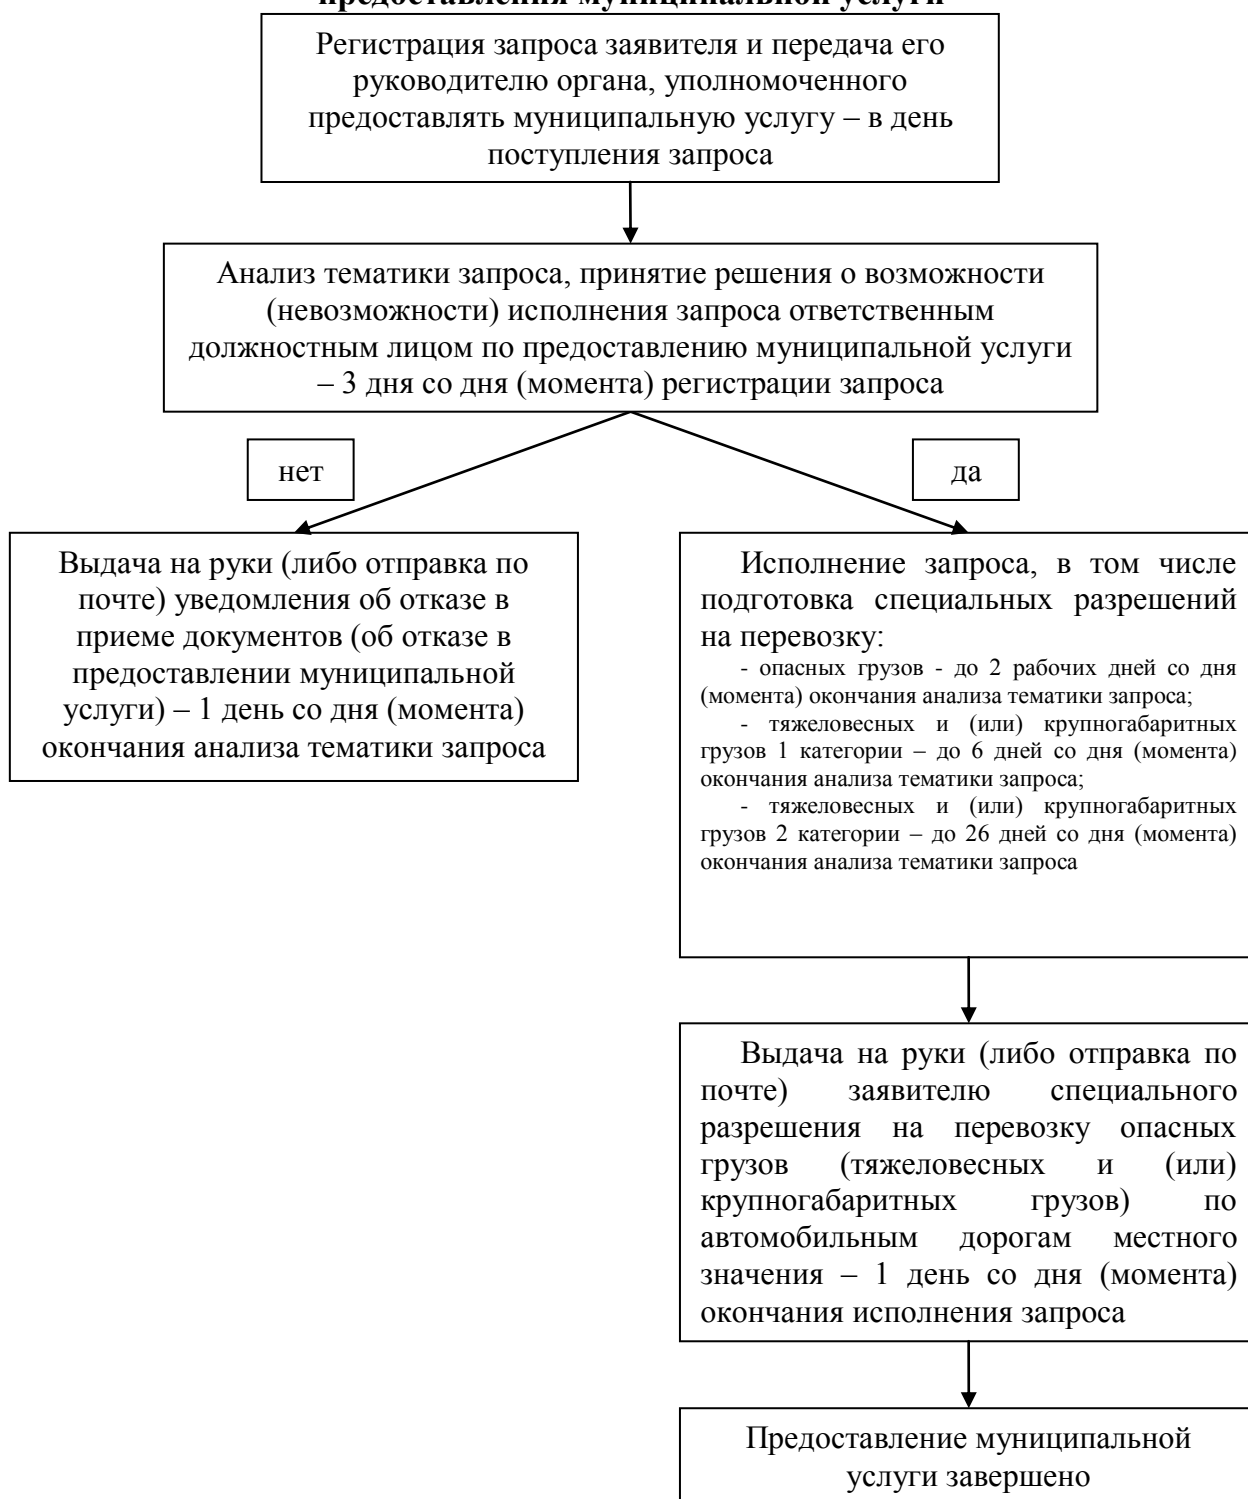 предоставления муниципальной услуги
Регистрация запроса заявителя и передача его
руководителю органа, уполномоченного
предоставлять муниципальную услугу – в день
поступления запроса
Анализ тематики запроса, принятие решения о возможности
(невозможности) исполнения запроса ответственным
должностным лицом по предоставлению муниципальной услуги
– 3 дня со дня (момента) регистрации запроса
нет
да
Выдача на руки (либо отправка по
почте) уведомления об отказе в
приеме документов (об отказе в
предоставлении муниципальной
услуги) – 1 день со дня (момента)
окончания анализа тематики запроса
Исполнение запроса, в том числе
подготовка специальных разрешений
на перевозку:
- опасных грузов - до 2 рабочих дней со дня
(момента) окончания анализа тематики запроса;
- тяжеловесных и (или) крупногабаритных
грузов 1 категории – до 6 дней со дня (момента)
окончания анализа тематики запроса;
- тяжеловесных и (или) крупногабаритных
грузов 2 категории – до 26 дней со дня (момента)
окончания анализа тематики запроса
Выдача на руки (либо отправка по
почте) заявителю специального
разрешения на перевозку опасных
грузов (тяжеловесных и (или)
крупногабаритных грузов) по
автомобильным дорогам местного
значения – 1 день со дня (момента)
окончания исполнения запроса
Предоставление муниципальной
услуги завершено